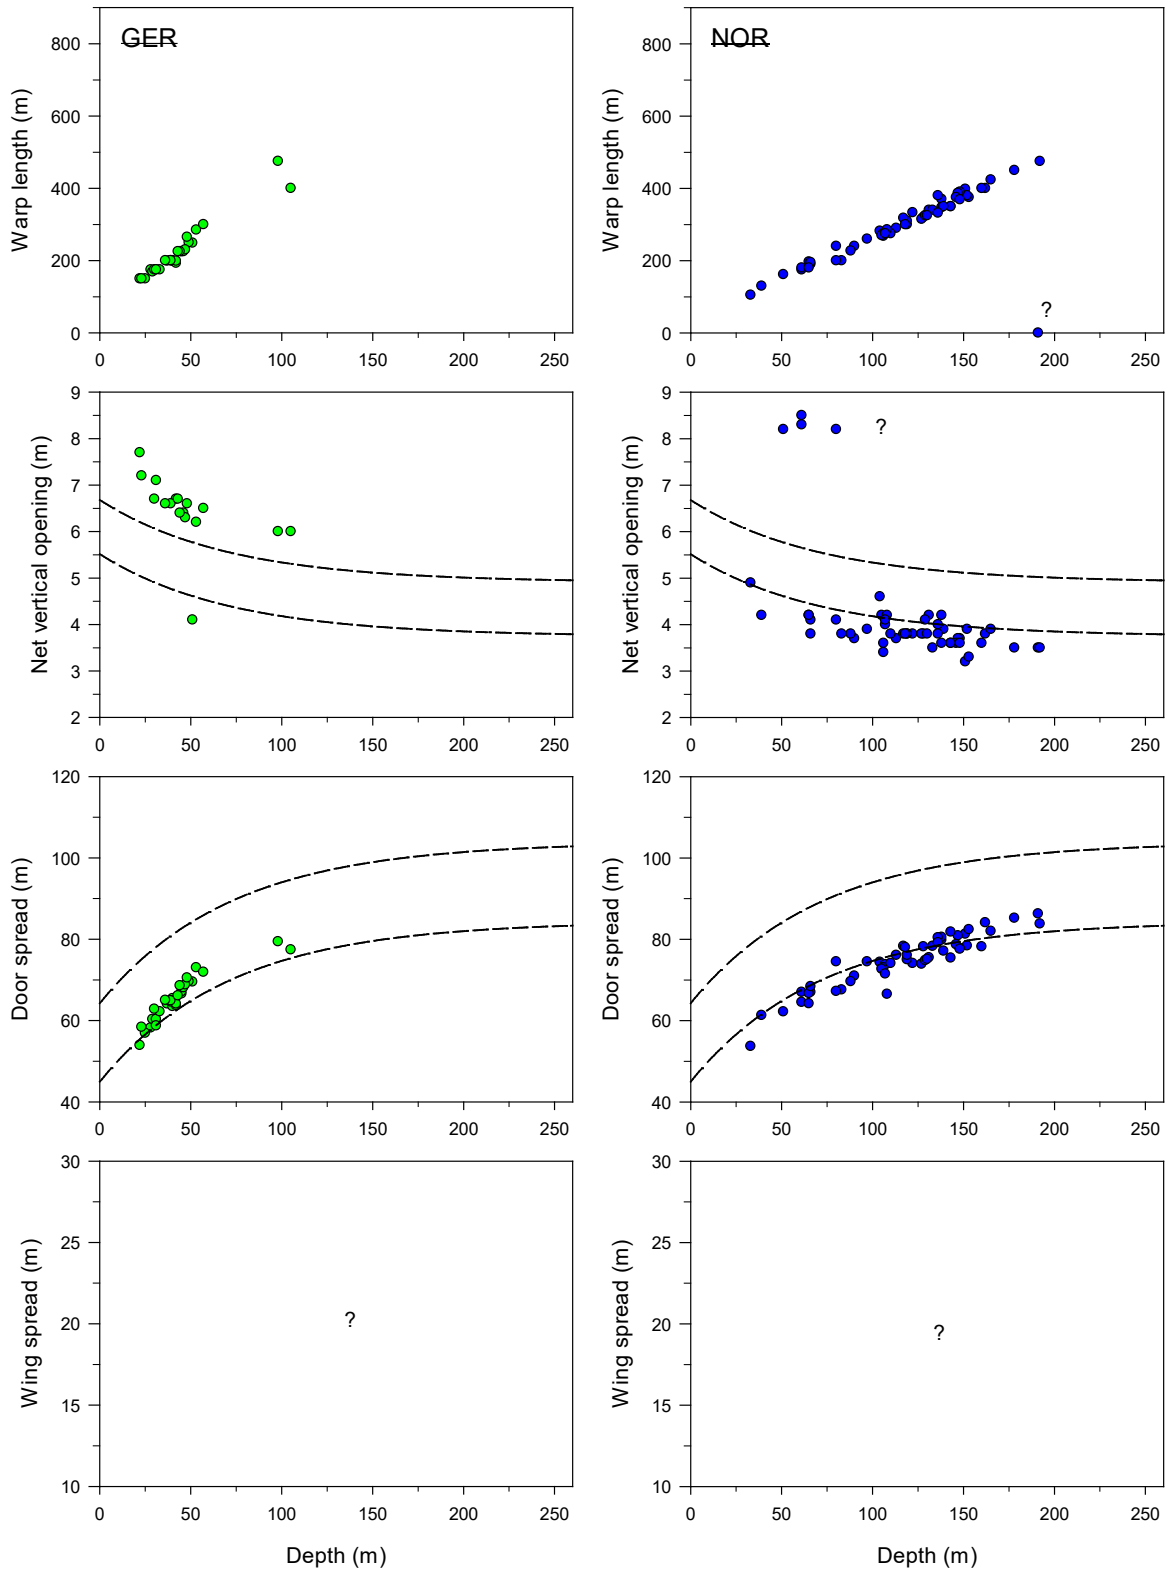 GER
Warp length (m)
800
600
400
200
0
0 50 100 150 200 250
NOR
Warp length (m)
800
600
400
200
0
?
0 50 100 150 200 250
Net vertical opening (m)
9
8
7
6
5
4
3
2
0 50 100 150 200 250
Net vertical opening (m)
9
8
7
6
5
4
3
2
?
0 50 100 150 200 250
Door spread (m)
120
100
80
60
40
0 50 100 150 200 250
Door spread (m)
120
100
80
60
40
0 50 100 150 200 250
Wing spread (m)
30
25
20
15
10
?
0 50 100 150 200 250
Depth (m)
Wing spread (m)
30
25
20
15
10
?
0 50 100 150 200 250
Depth (m)